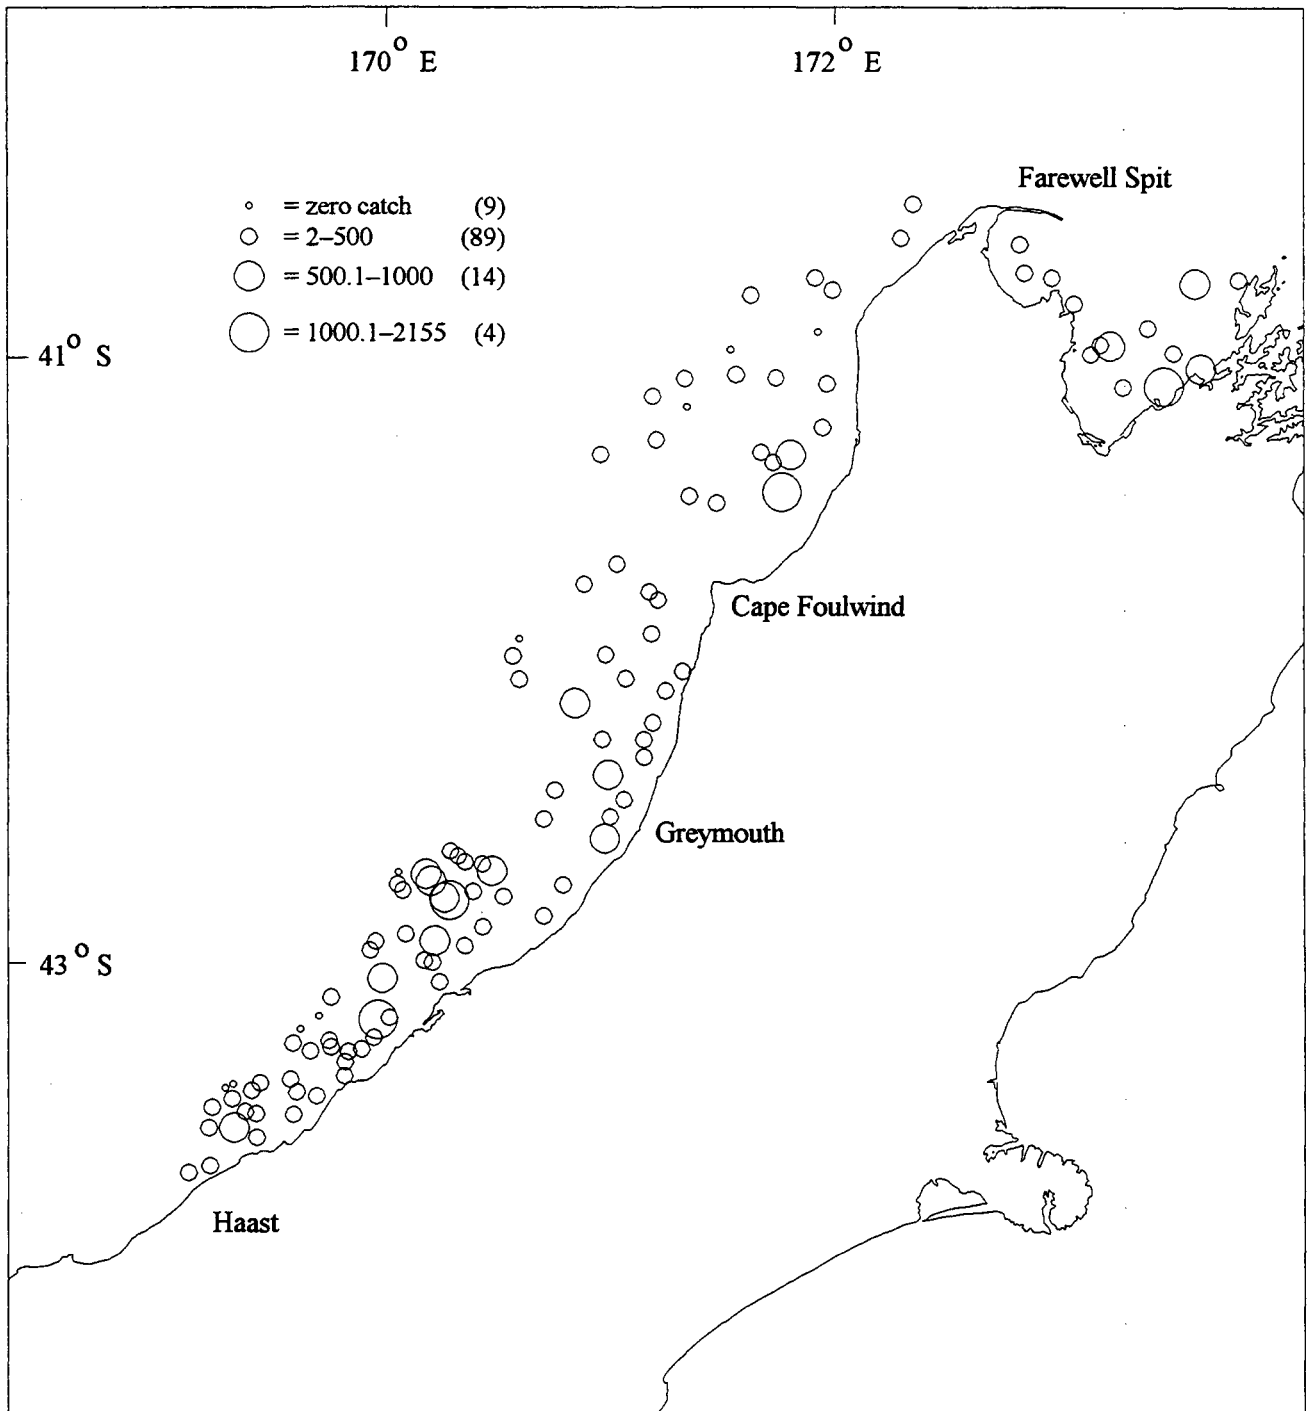 170° E
172° E
Farewell Spit
= zero catch (9)
= 2–500 (89)
= 500.1–1000 (14)
= 1000.1–2155 (4)
41° S
Cape Foulwind
Greymouth
43° S
Haast